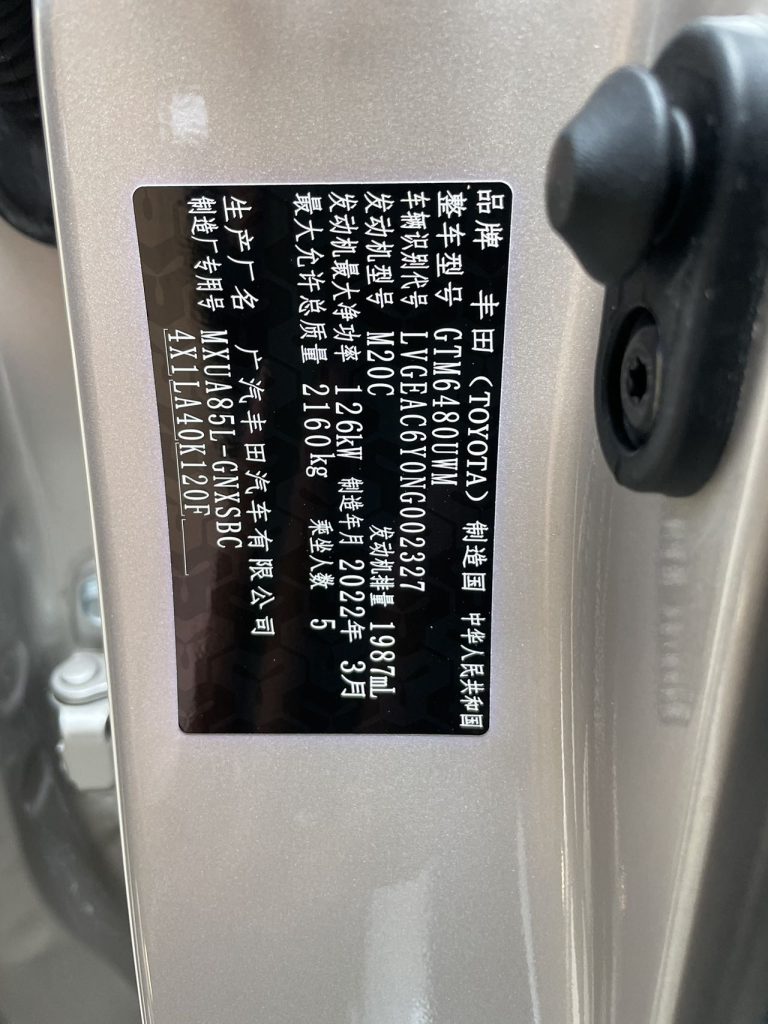 品牌 丰田（TOYOTA） 制造国 中华人民共和国
整车型号 GTM6480UWM
车辆识别代号 LVGEAC6Y0NG002327
发动机型号 M20C 发动机排量 1987mL
发动机最大净功率 126kW 制造年月 2022年 3月
最大允许总质量 2160kg 乘坐人数 5
生产厂名 广汽丰田汽车有限公司
制造厂专用号 MXUA85L-GNXSBC
4X1LA40K120F